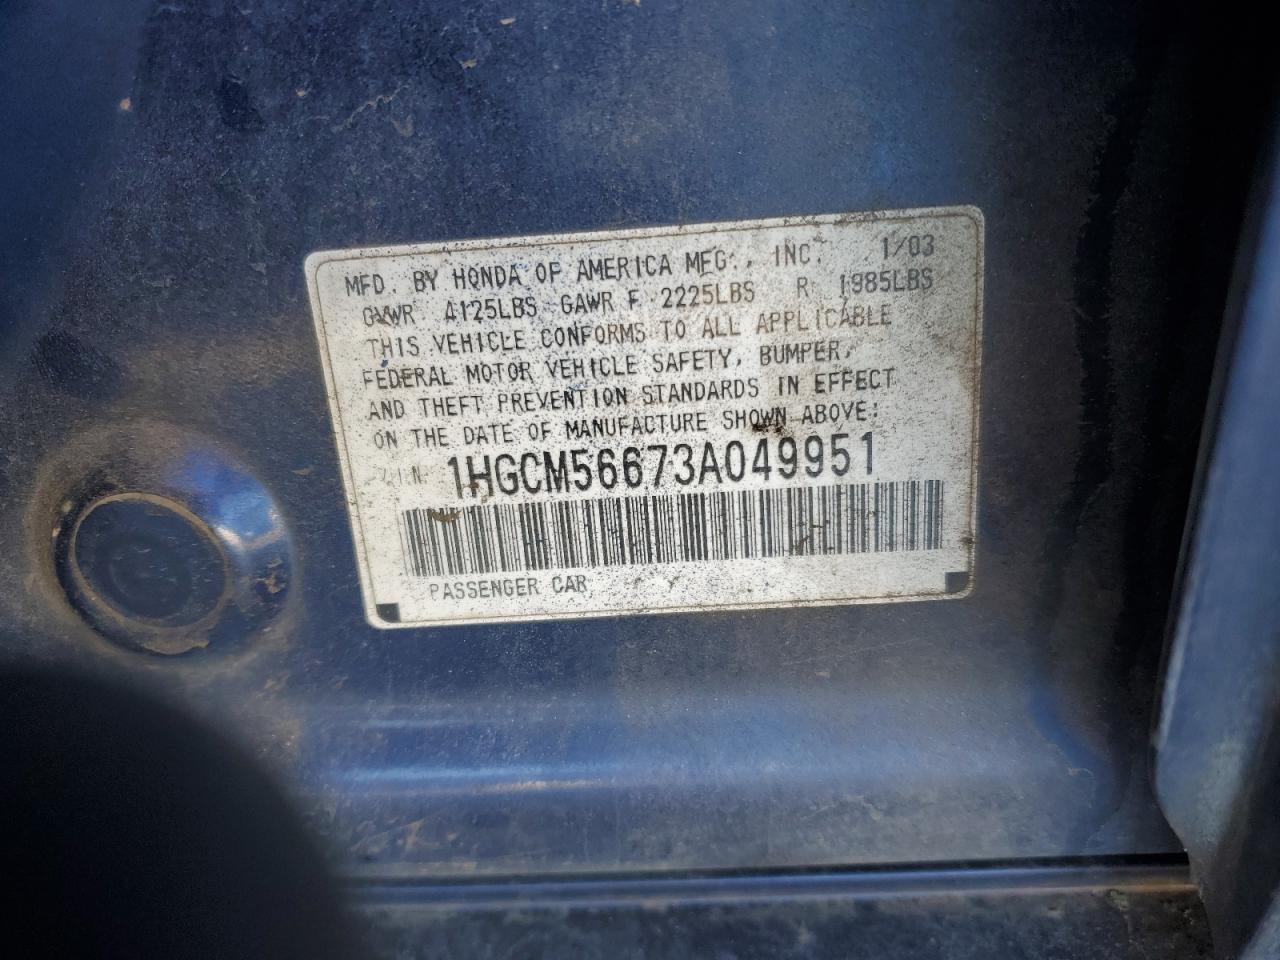 MFD. BY HONDA OF AMERICA MFG., INC. 1/03
GVWR 4125LBS GAWR F 2225LBS R 1985LBS
THIS VEHICLE CONFORMS TO ALL APPLICABLE
FEDERAL MOTOR VEHICLE SAFETY, BUMPER,
AND THEFT PREVENTION STANDARDS IN EFFECT
ON THE DATE OF MANUFACTURE SHOWN ABOVE:
V.I.N. 1HGCM56673A049951
PASSENGER CAR